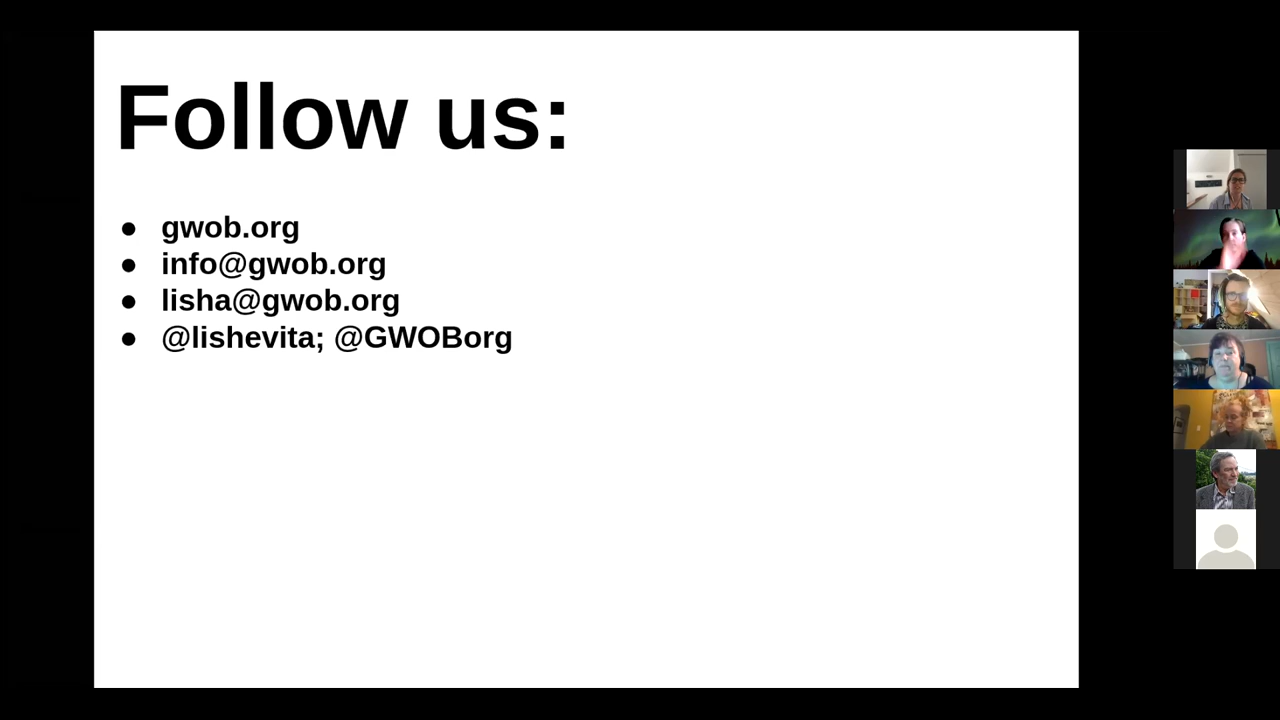 Follow us:
● gwob.org
● info@gwob.org
● lisha@gwob.org
● @lishevita; @GWOBorg